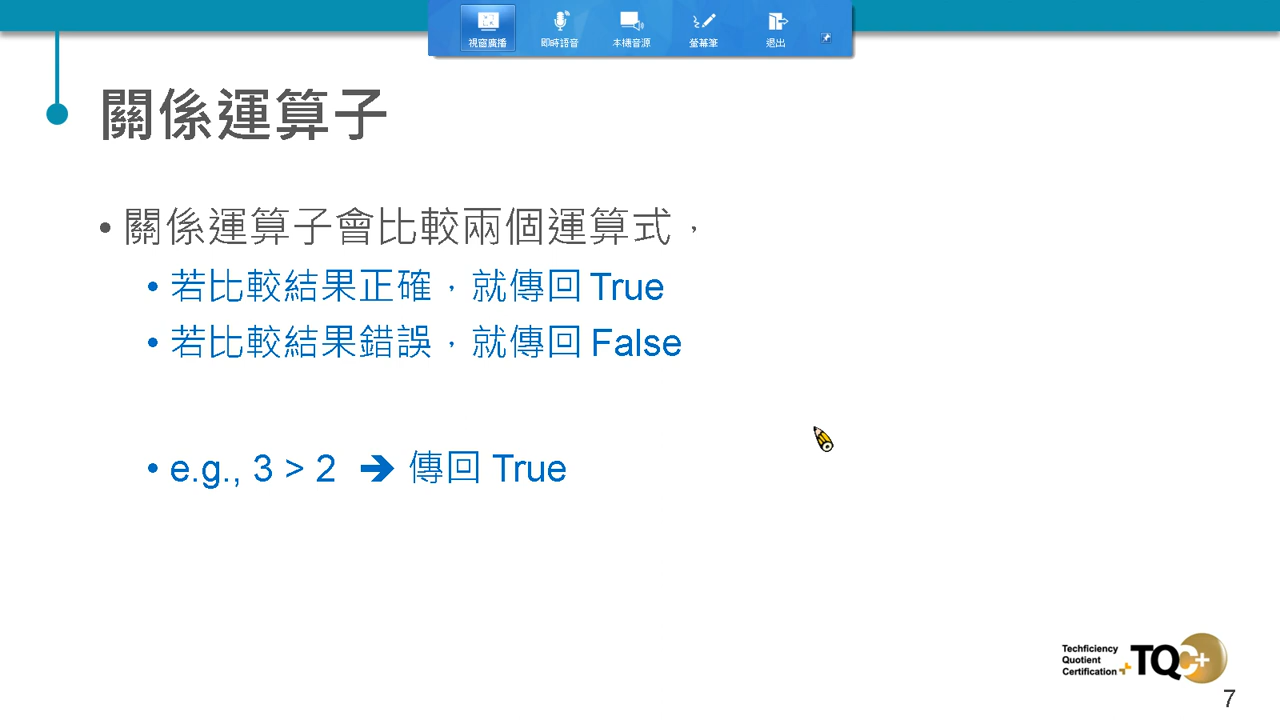 視窗廣播 即時語音 本機音源 螢幕筆 退出
關係運算子
• 關係運算子會比較兩個運算式，
• 若比較結果正確，就傳回 True
• 若比較結果錯誤，就傳回 False
• e.g., 3 > 2 ➔ 傳回 True
Techficiency
Quotient
Certification
TQC+
7